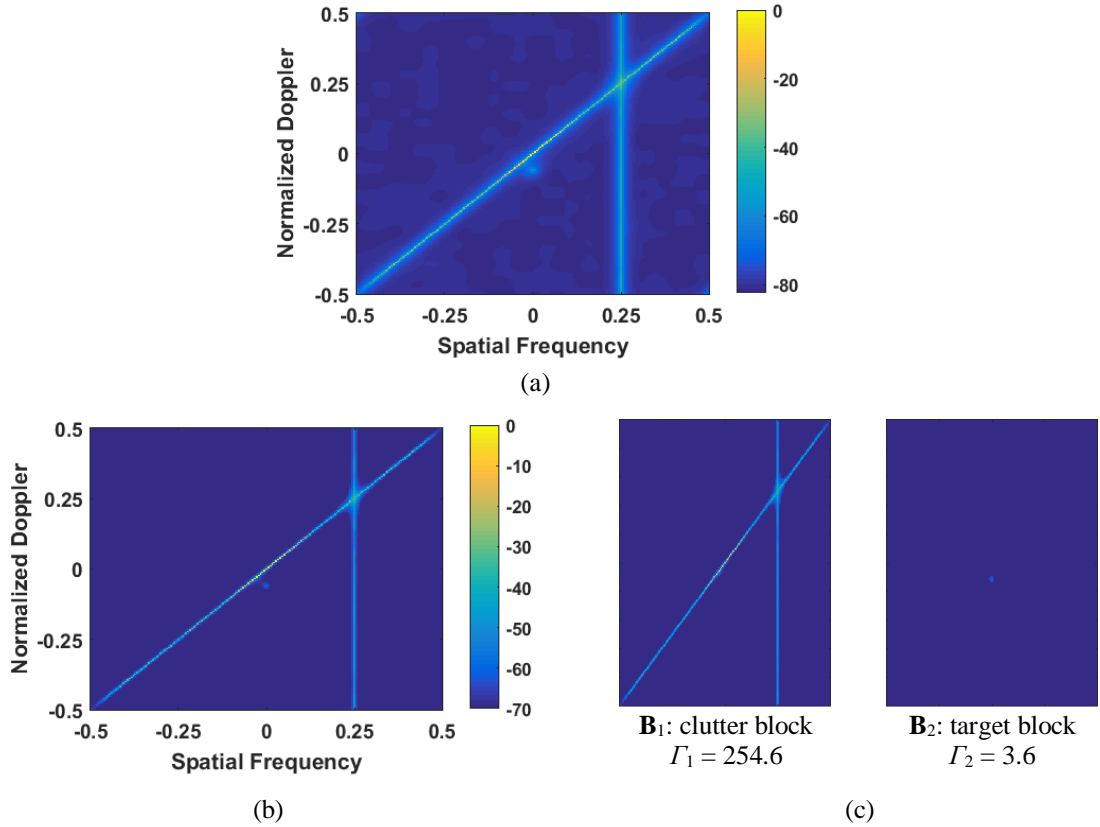 0.5
0.25
0
-0.25
-0.5
Normalized Doppler
-0.5 -0.25 0 0.25 0.5
Spatial Frequency
0
-20
-40
-60
-80
(a)
0.5
0.25
0
-0.25
-0.5
Normalized Doppler
-0.5 -0.25 0 0.25 0.5
Spatial Frequency
0
-10
-20
-30
-40
-50
-60
-70
(b)
B₁: clutter block
Γ₁ = 254.6
B₂: target block
Γ₂ = 3.6
(c)